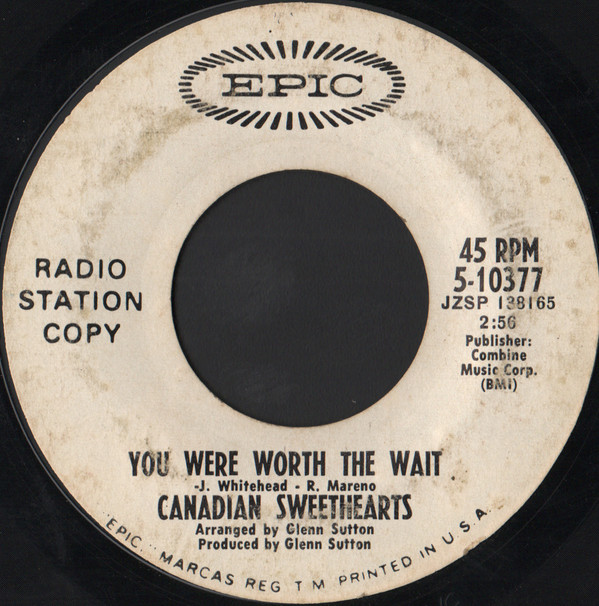 EPIC
RADIO
STATION
COPY
45 RPM
5-10377
JZSP 138165
2:56
Publisher:
Combine
Music Corp.
(BMI)
YOU WERE WORTH THE WAIT
-J. Whitehead - R. Mareno
CANADIAN SWEETHEARTS
Arranged by Glenn Sutton
Produced by Glenn Sutton
EPIC. MARCAS REG T M PRINTED IN U.S.A.